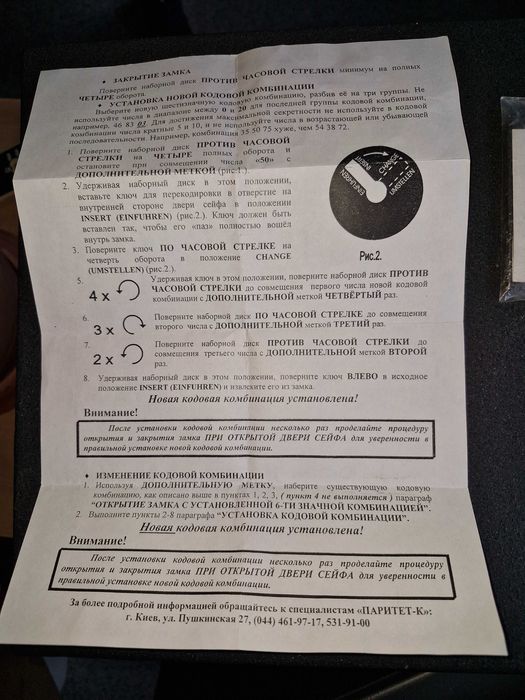 • ЗАКРЫТИЕ ЗАМКА
Поверните наборной диск ПРОТИВ ЧАСОВОЙ СТРЕЛКИ минимум на полных
ЧЕТЫРЕ оборота.
• УСТАНОВКА НОВОЙ КОДОВОЙ КОМБИНАЦИИ
Выберите новую шестизначную кодовую комбинацию, разбив её на три группы. Не
используйте числа в диапазоне между 0 и 20 для последней группы кодовой комбинации,
например, 46 83 03. Для достижения максимальной секретности не используйте в кодовой
комбинации числа кратные 5 и 10, и не используйте числа в возрастающей или убывающей
последовательности. Например, комбинация 35 50 75 хуже, чем 54 38 72.
1. Поверните наборной диск ПРОТИВ ЧАСОВОЙ
СТРЕЛКИ на ЧЕТЫРЕ полных оборота и
остановите при совмещении числа «50» с
ДОПОЛНИТЕЛЬНОЙ МЕТКОЙ (рис.1.).
2. Удерживая наборный диск в этом положении,
вставьте ключ для перекодировки в отверстие на
внутренней стороне двери сейфа в положении
INSERT (EINFUHREN) (рис.2.). Ключ должен быть
вставлен так, чтобы его «паз» полностью вошёл
внутрь замка.
INSERT
CHANGE
EINFUHREN
UMSTELLEN
Рис.2.
3. Поверните ключ ПО ЧАСОВОЙ СТРЕЛКЕ на
четверть оборота в положение CHANGE
(UMSTELLEN) (рис.2.).
5. Удерживая ключ в этом положении, поверните наборной диск ПРОТИВ
4 x ЧАСОВОЙ СТРЕЛКИ до совмещения первого числа новой кодовой
комбинации с ДОПОЛНИТЕЛЬНОЙ меткой ЧЕТВЁРТЫЙ раз.
6. Поверните наборной диск ПО ЧАСОВОЙ СТРЕЛКЕ до совмещения
3 x второго числа с ДОПОЛНИТЕЛЬНОЙ меткой ТРЕТИЙ раз.
7. Поверните наборной диск ПРОТИВ ЧАСОВОЙ СТРЕЛКИ до
2 x совмещения третьего числа с ДОПОЛНИТЕЛЬНОЙ меткой ВТОРОЙ
раз.
8. Удерживая наборный диск в этом положении, поверните ключ ВЛЕВО в исходное
положение INSERT (EINFUHREN) и извлеките его из замка.
Новая кодовая комбинация установлена!
Внимание!
После установки кодовой комбинации несколько раз проделайте процедуру
открытия и закрытия замка ПРИ ОТКРЫТОЙ ДВЕРИ СЕЙФА для уверенности в
правильной установке новой кодовой комбинации.
• ИЗМЕНЕНИЕ КОДОВОЙ КОМБИНАЦИИ
1. Используя ДОПОЛНИТЕЛЬНУЮ МЕТКУ, наберите существующую кодовую
комбинацию, как описано выше в пунктах 1, 2, 3, ( пункт 4 не выполняется ) параграф
“ОТКРЫТИЕ ЗАМКА С УСТАНОВЛЕННОЙ 6-ТИ ЗНАЧНОЙ КОМБИНАЦИЕЙ”.
2. Выполните пункты 2-8 параграфа “УСТАНОВКА КОДОВОЙ КОМБИНАЦИИ”.
Новая кодовая комбинация установлена!
Внимание!
После установки кодовой комбинации несколько раз проделайте процедуру
открытия и закрытия замка ПРИ ОТКРЫТОЙ ДВЕРИ СЕЙФА для уверенности в
правильной установке новой кодовой комбинации.
За более подробной информацией обращайтесь к специалистам «ПАРИТЕТ-К»:
г. Киев, ул. Пушкинская 27, (044) 461-97-17, 531-91-00